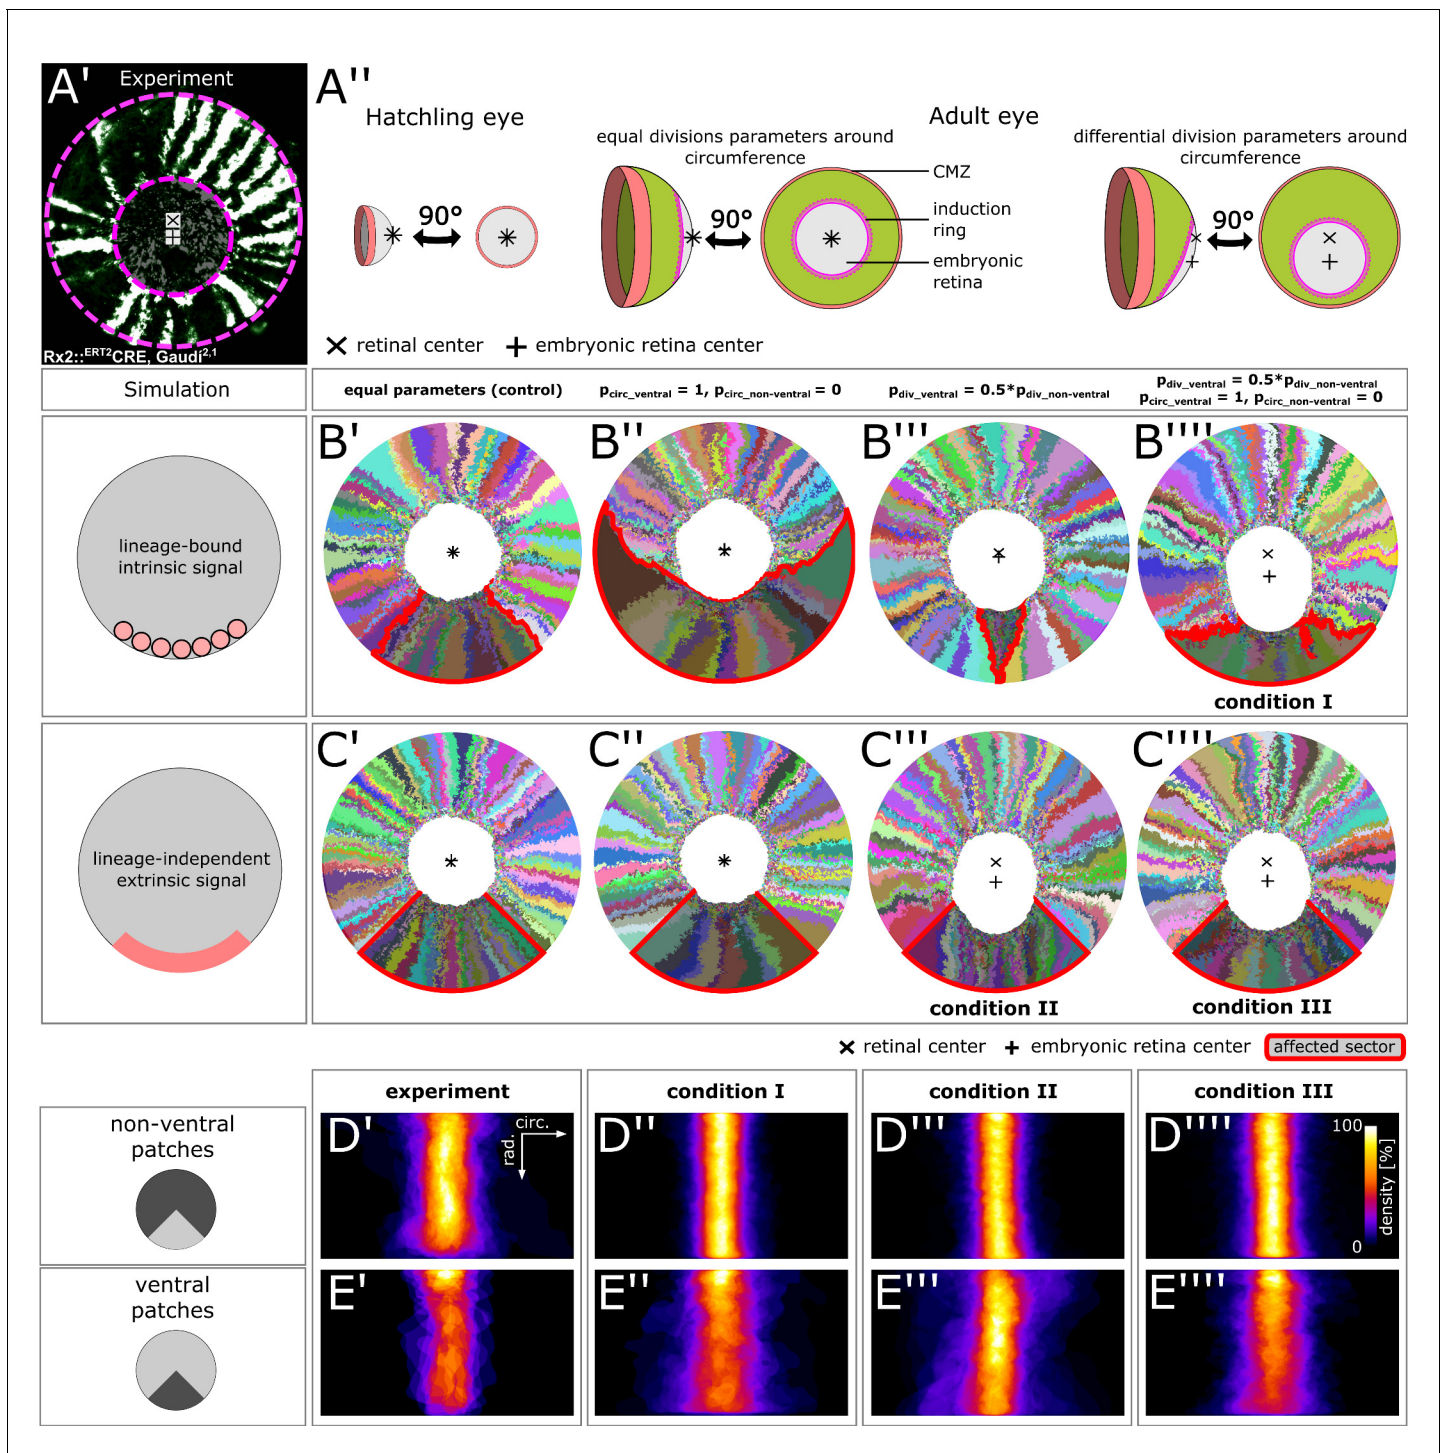 A' Experiment
Rx2::ERT2CRE, Gaudí2,1
A''
Hatchling eye
Adult eye
equal divisions parameters around
circumference
differential division parameters around
circumference
90°
90°
90°
CMZ
induction
ring
embryonic
retina
× retinal center + embryonic retina center
Simulation
equal parameters (control)
pcirc_ventral = 1, pcirc_non-ventral = 0
pdiv_ventral = 0.5*pdiv_non-ventral
pdiv_ventral = 0.5*pdiv_non-ventral
pcirc_ventral = 1, pcirc_non-ventral = 0
lineage-bound
intrinsic signal
B'
B''
B'''
B''''
condition I
lineage-independent
extrinsic signal
C'
C''
C'''
C''''
condition II
condition III
× retinal center + embryonic retina center affected sector
experiment
condition I
condition II
condition III
non-ventral
patches
D'
circ.
rad.
D''
D'''
D''''
100
density [%]
0
ventral
patches
E'
E''
E'''
E''''